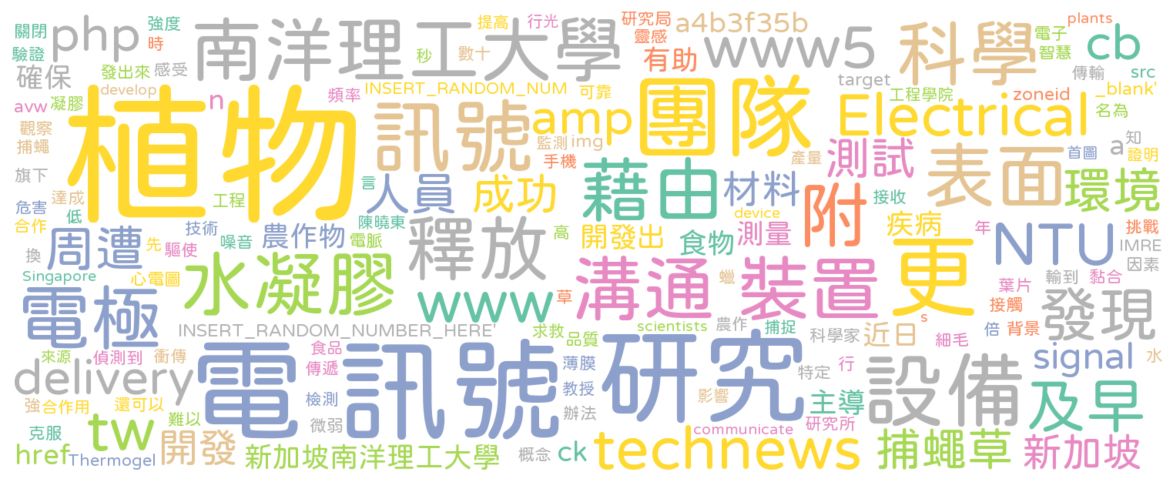 關閉 php 強度 時 南洋理工大學 提高 行光 研究局 靈感 a4b3f35b www5 科學 plants 電子 智慧 cb
驗證 確保 發出來 感受 秒 數十 有助 target 傳輸 src
avw 凝膠 develop n 頻率 INSERT_RANDOM_NUM 可靠 工程學院 zoneid _blank'
觀察 捕蠅 植物 訊號 amp 監測 img 團隊 Electrical 名為 a 知
旗下 手機 產量 測試 表面 首圖 證明
達成 工程 言 人員 成功 藉由 材料 附 接收 環境
危害 低 陳曉東 device 疾病 年 挑戰
合作 周遭 技術 噪音 農作物 電脈 釋放 高 開發出 食物 測量 更 NTU IMRE
換 先 驅使 溝通 裝置 因素
Singapore 心電圖 水凝膠 蠟 葉片 輸到 黏合
電極 www 草 接觸 發現
INSERT_RANDOM_NUMBER_HERE' 求救 品質 scientists 農作 捕捉 s 倍 背景
來源 偵測到 衝傳 電 訊號 食品 研究 科學家 近日 細毛 signal 水
delivery 傳遞 薄膜 特定 行 設備
強 合作用 還可以 檢測 教授 影響 主導 及早
克服 tw 難以 微弱 辦法 communicate 研究所
href Thermogel 開發 新加坡南洋理工大學 概念 ck technews 捕蠅草 新加坡